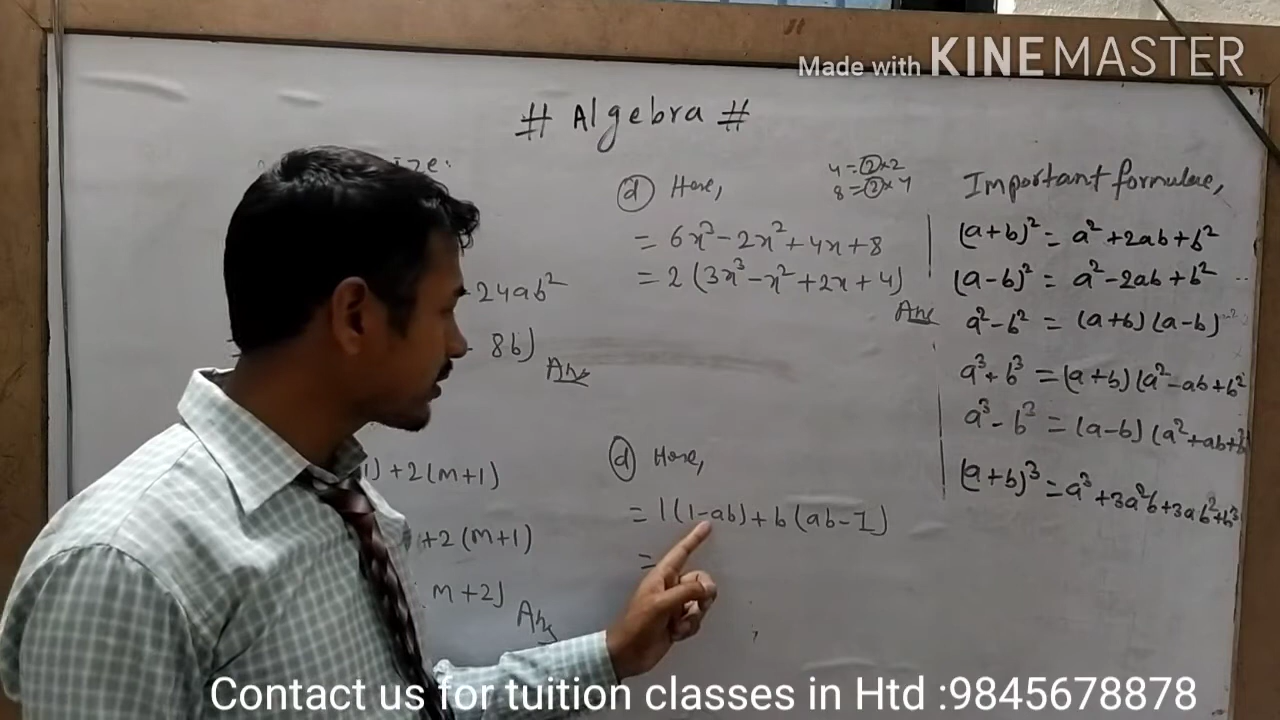 Made with KINEMASTER
# Algebra #
ize:
24ab²
8b) Ans
1) + 2(m+1)
+2(m+1)
m+2) Ans
(d) Here,
4 = 2×2
8 = 2×4
= 6x³ - 2x² + 4x + 8
= 2 (3x³ - x² + 2x + 4)
Ans
(d) Here,
= 1(1-ab) + b(ab-1)
=
Important formulae,
(a+b)² = a² + 2ab + b²
(a-b)² = a² - 2ab + b²
a² - b² = (a+b) (a-b)
a³ + b³ = (a+b) (a² - ab + b²
a³ - b³ = (a-b) (a² + ab + b²
(a+b)³ = a³ + 3a²b + 3ab² + b³
Contact us for tuition classes in Htd :9845678878